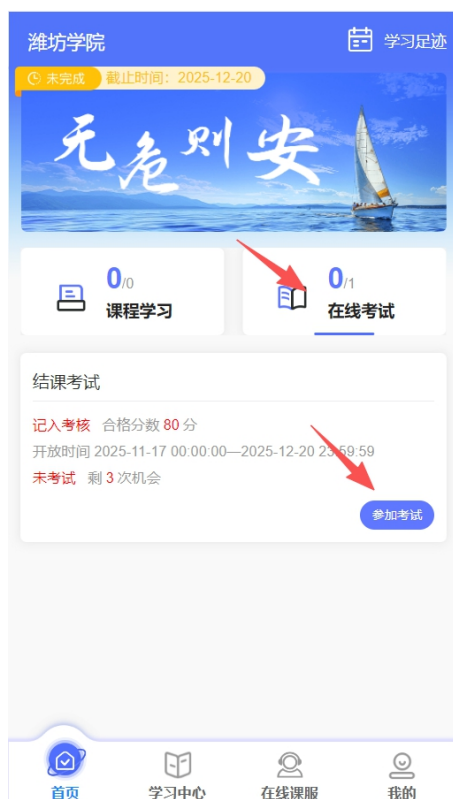 潍坊学院
学习足迹
未完成 截止时间：2025-12-20
无危则安
0/0
课程学习
0/1
在线考试
结课考试
记入考核 合格分数 80 分
开放时间 2025-11-17 00:00:00—2025-12-20 23:59:59
未考试 剩 3 次机会
参加考试
首页
学习中心
在线课服
我的